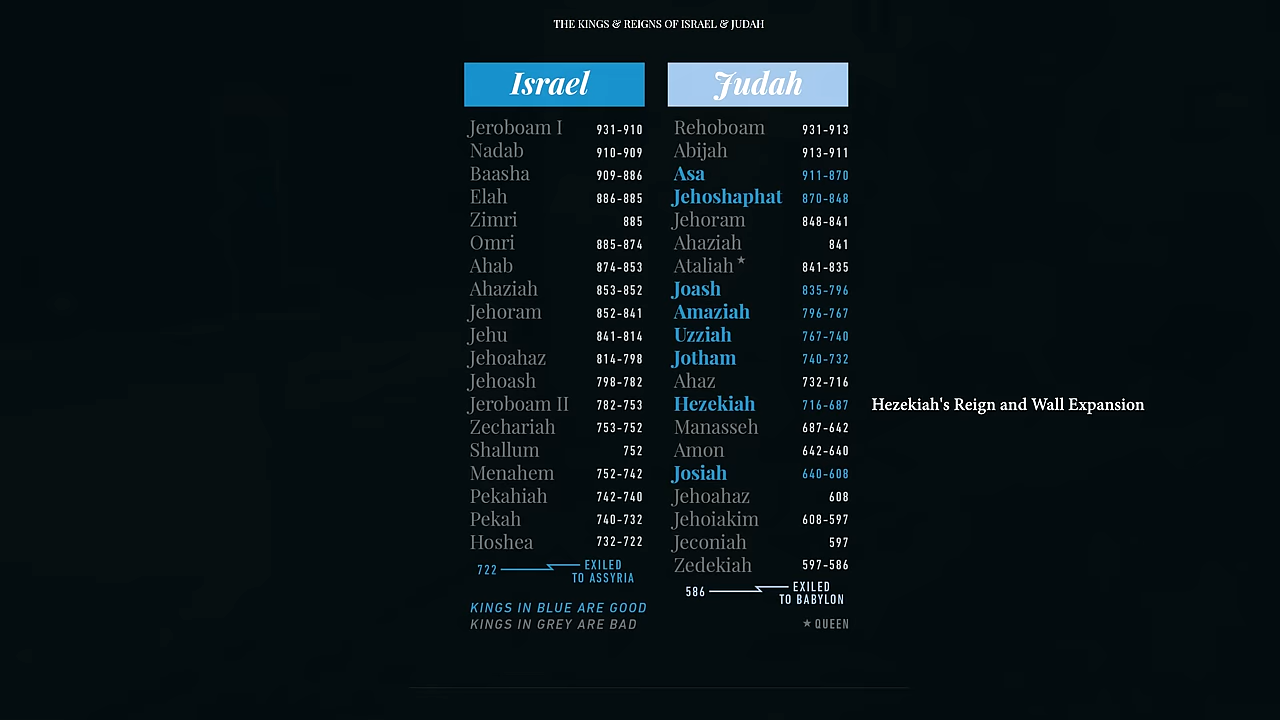 THE KINGS & REIGNS OF ISRAEL & JUDAH
Israel Judah
Jeroboam I 931-910 Rehoboam 931-913
Nadab 910-909 Abijah 913-911
Baasha 909-886 Asa 911-870
Elah 886-885 Jehoshaphat 870-848
Zimri 885 Jehoram 848-841
Omri 885-874 Ahaziah 841
Ahab 874-853 Ataliah★ 841-835
Ahaziah 853-852 Joash 835-796
Jehoram 852-841 Amaziah 796-767
Jehu 841-814 Uzziah 767-740
Jehoahaz 814-798 Jotham 740-732
Jehoash 798-782 Ahaz 732-716
Jeroboam II 782-753 Hezekiah 716-687 Hezekiah's Reign and Wall Expansion
Zechariah 753-752 Manasseh 687-642
Shallum 752 Amon 642-640
Menahem 752-742 Josiah 640-608
Pekahiah 742-740 Jehoahaz 608
Pekah 740-732 Jehoiakim 608-597
Hoshea 732-722 Jeconiah 597
Zedekiah 597-586
722 EXILED
TO ASSYRIA
586 EXILED
TO BABYLON
KINGS IN BLUE ARE GOOD
KINGS IN GREY ARE BAD
★ QUEEN